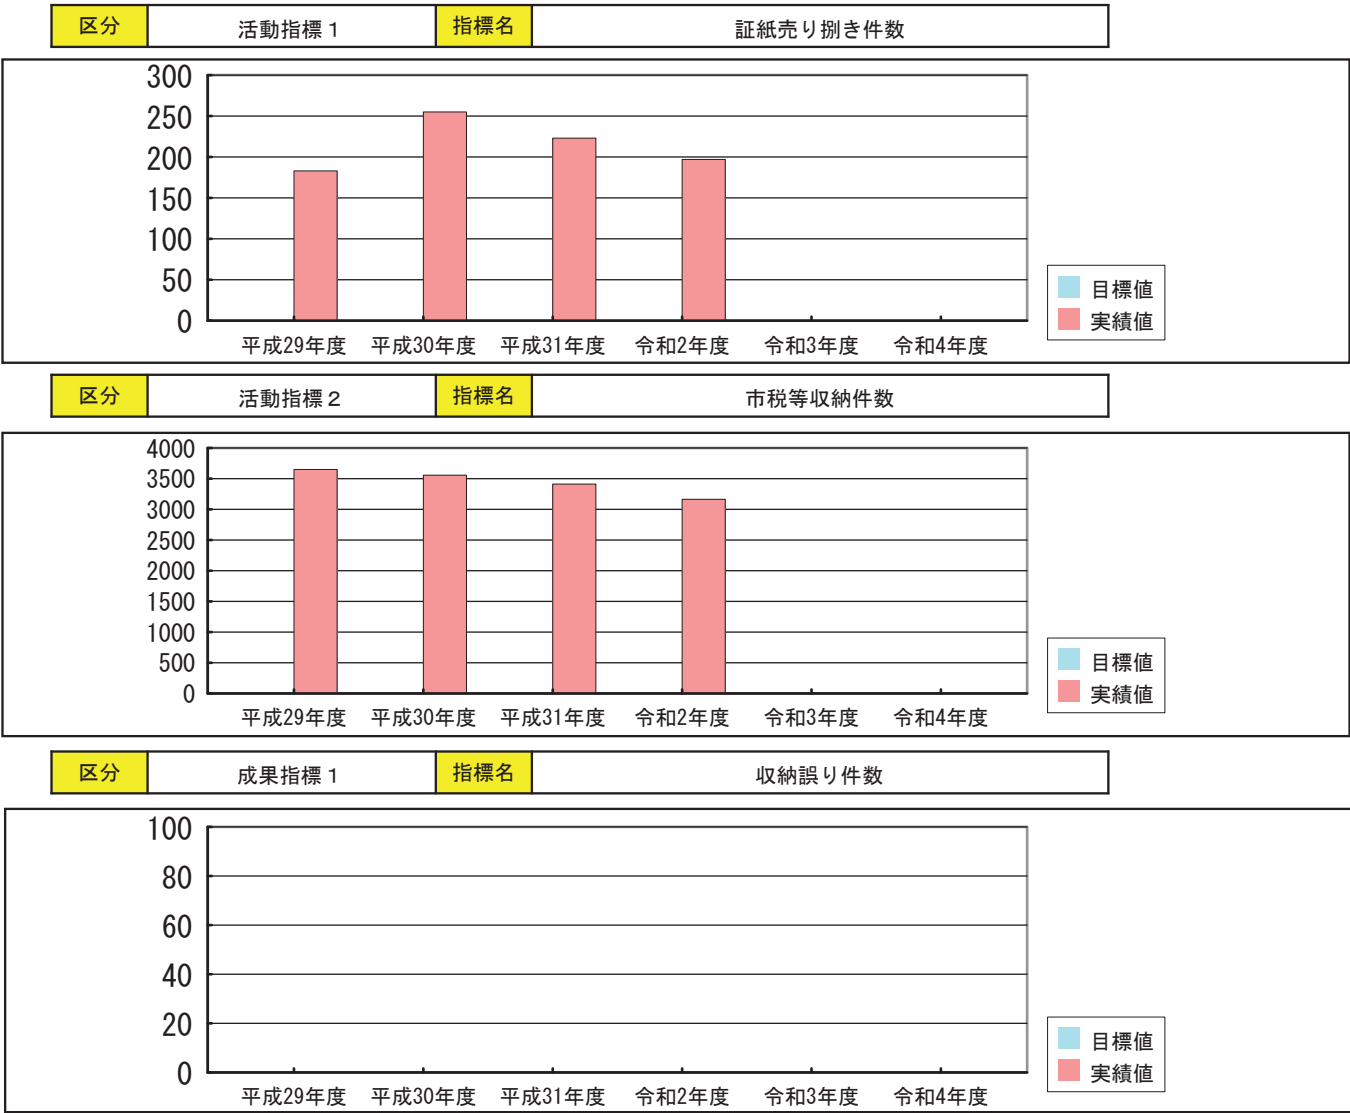 区分 活動指標１ 指標名 証紙売り捌き件数
300
250
200
150
100
50
0
平成29年度 平成30年度 平成31年度 令和2年度 令和3年度 令和4年度
目標値
実績値
区分 活動指標２ 指標名 市税等収納件数
4000
3500
3000
2500
2000
1500
1000
500
0
平成29年度 平成30年度 平成31年度 令和2年度 令和3年度 令和4年度
目標値
実績値
区分 成果指標１ 指標名 収納誤り件数
100
80
60
40
20
0
平成29年度 平成30年度 平成31年度 令和2年度 令和3年度 令和4年度
目標値
実績値